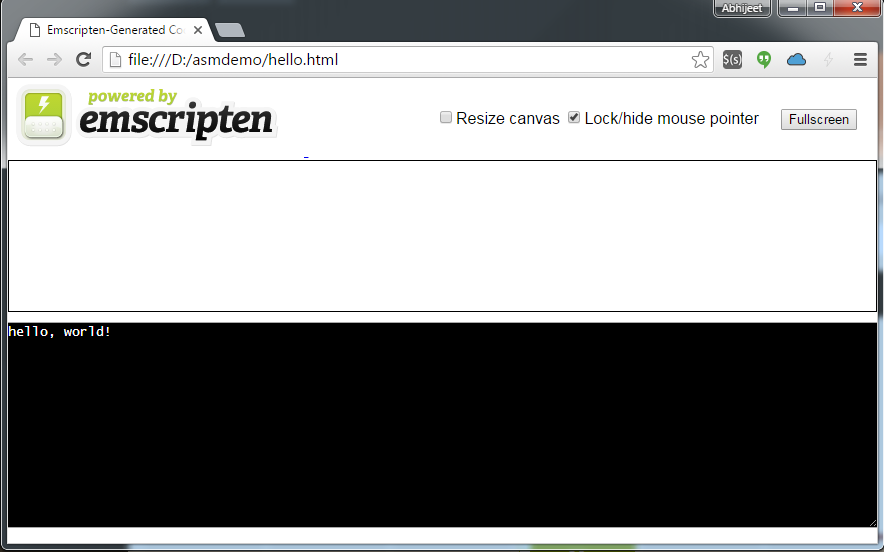 Abhijeet
Emscripten-Generated Co
file:///D:/asmdemo/hello.html
$(s)
powered by
emscripten
Resize canvas
Lock/hide mouse pointer
Fullscreen
hello, world!